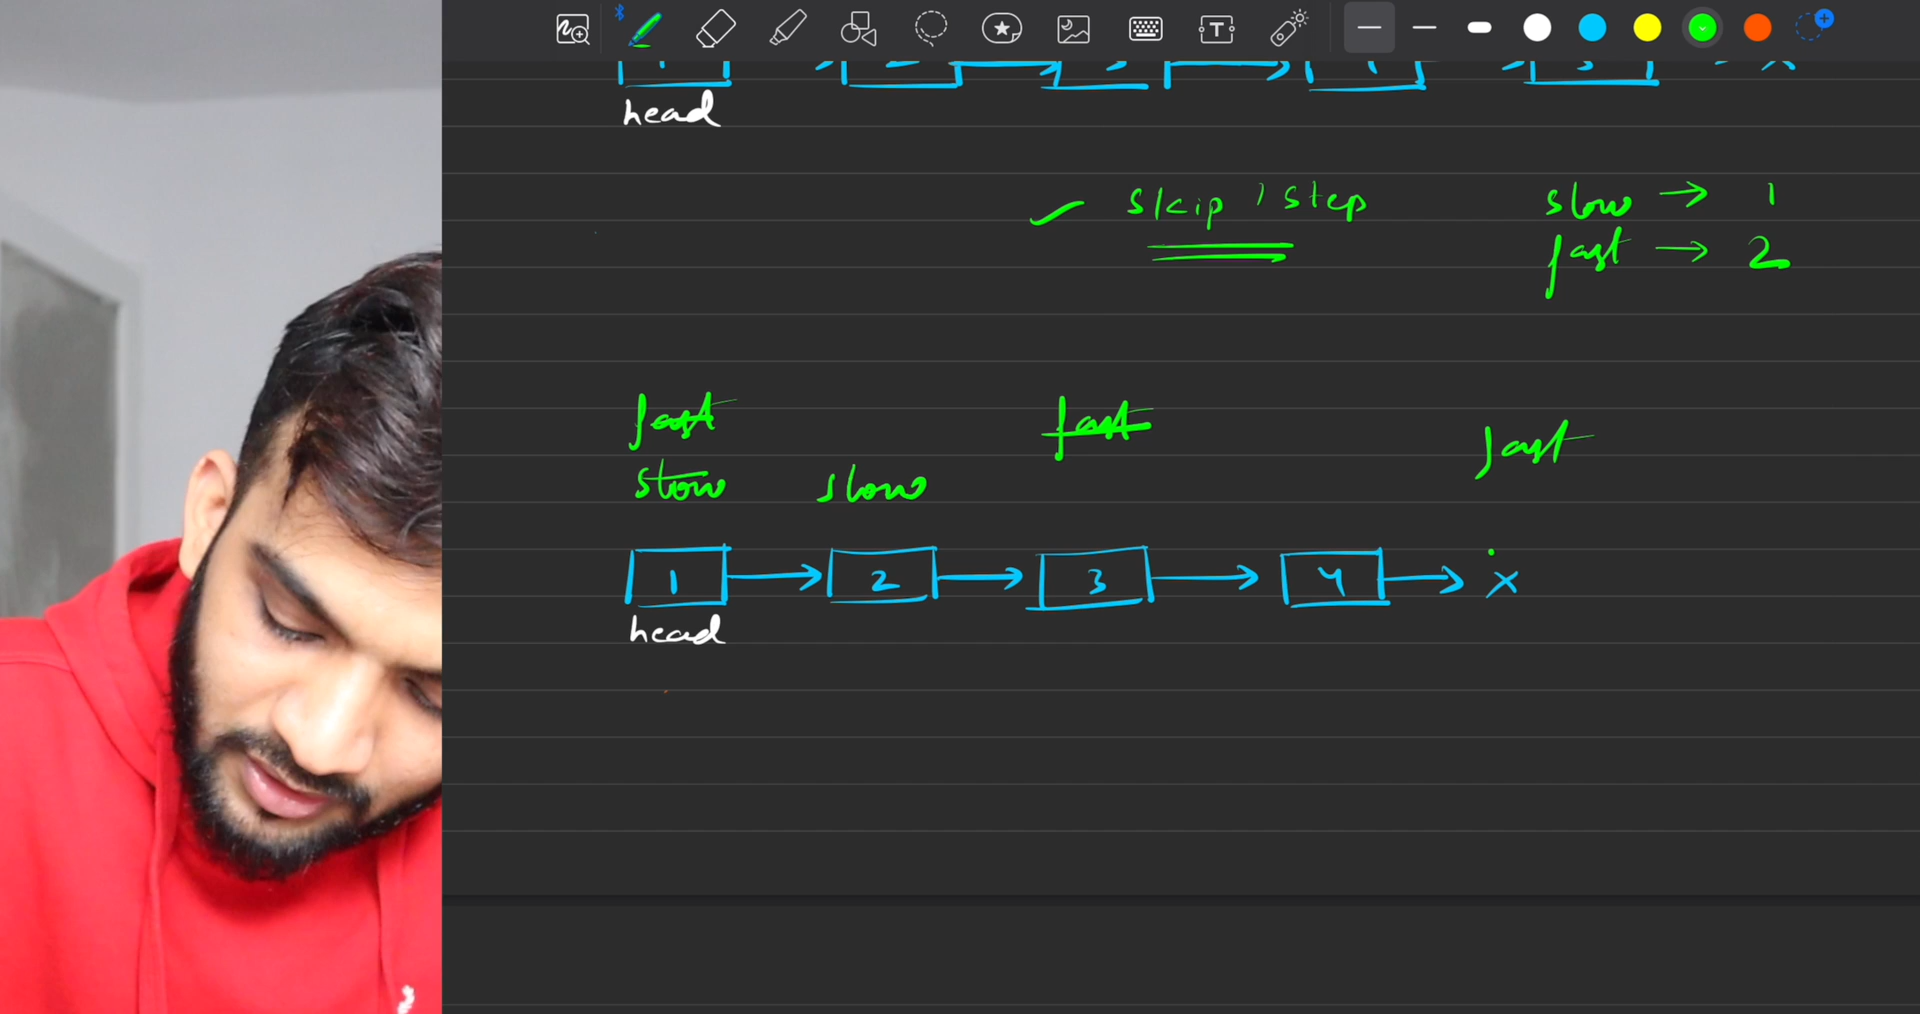 head
skip 1 step
slow → 1
fast → 2
fast fast fast
slow slow
1 → 2 → 3 → 4 → x
head